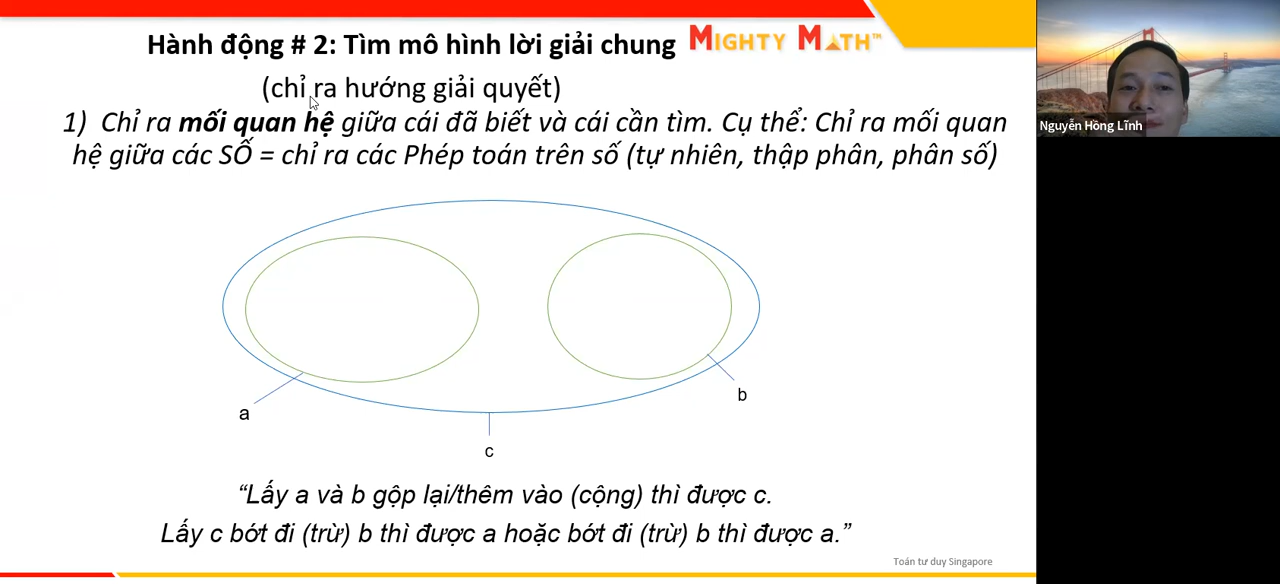 Hành động # 2: Tìm mô hình lời giải chung
MIGHTY MATH™
(chỉ ra hướng giải quyết)
1) Chỉ ra mối quan hệ giữa cái đã biết và cái cần tìm. Cụ thể: Chỉ ra mối quan
hệ giữa các SỐ = chỉ ra các Phép toán trên số (tự nhiên, thập phân, phân số)
a
b
c
“Lấy a và b gộp lại/thêm vào (cộng) thì được c.
Lấy c bớt đi (trừ) b thì được a hoặc bớt đi (trừ) b thì được a.”
Toán tư duy Singapore
Nguyễn Hồng Lĩnh